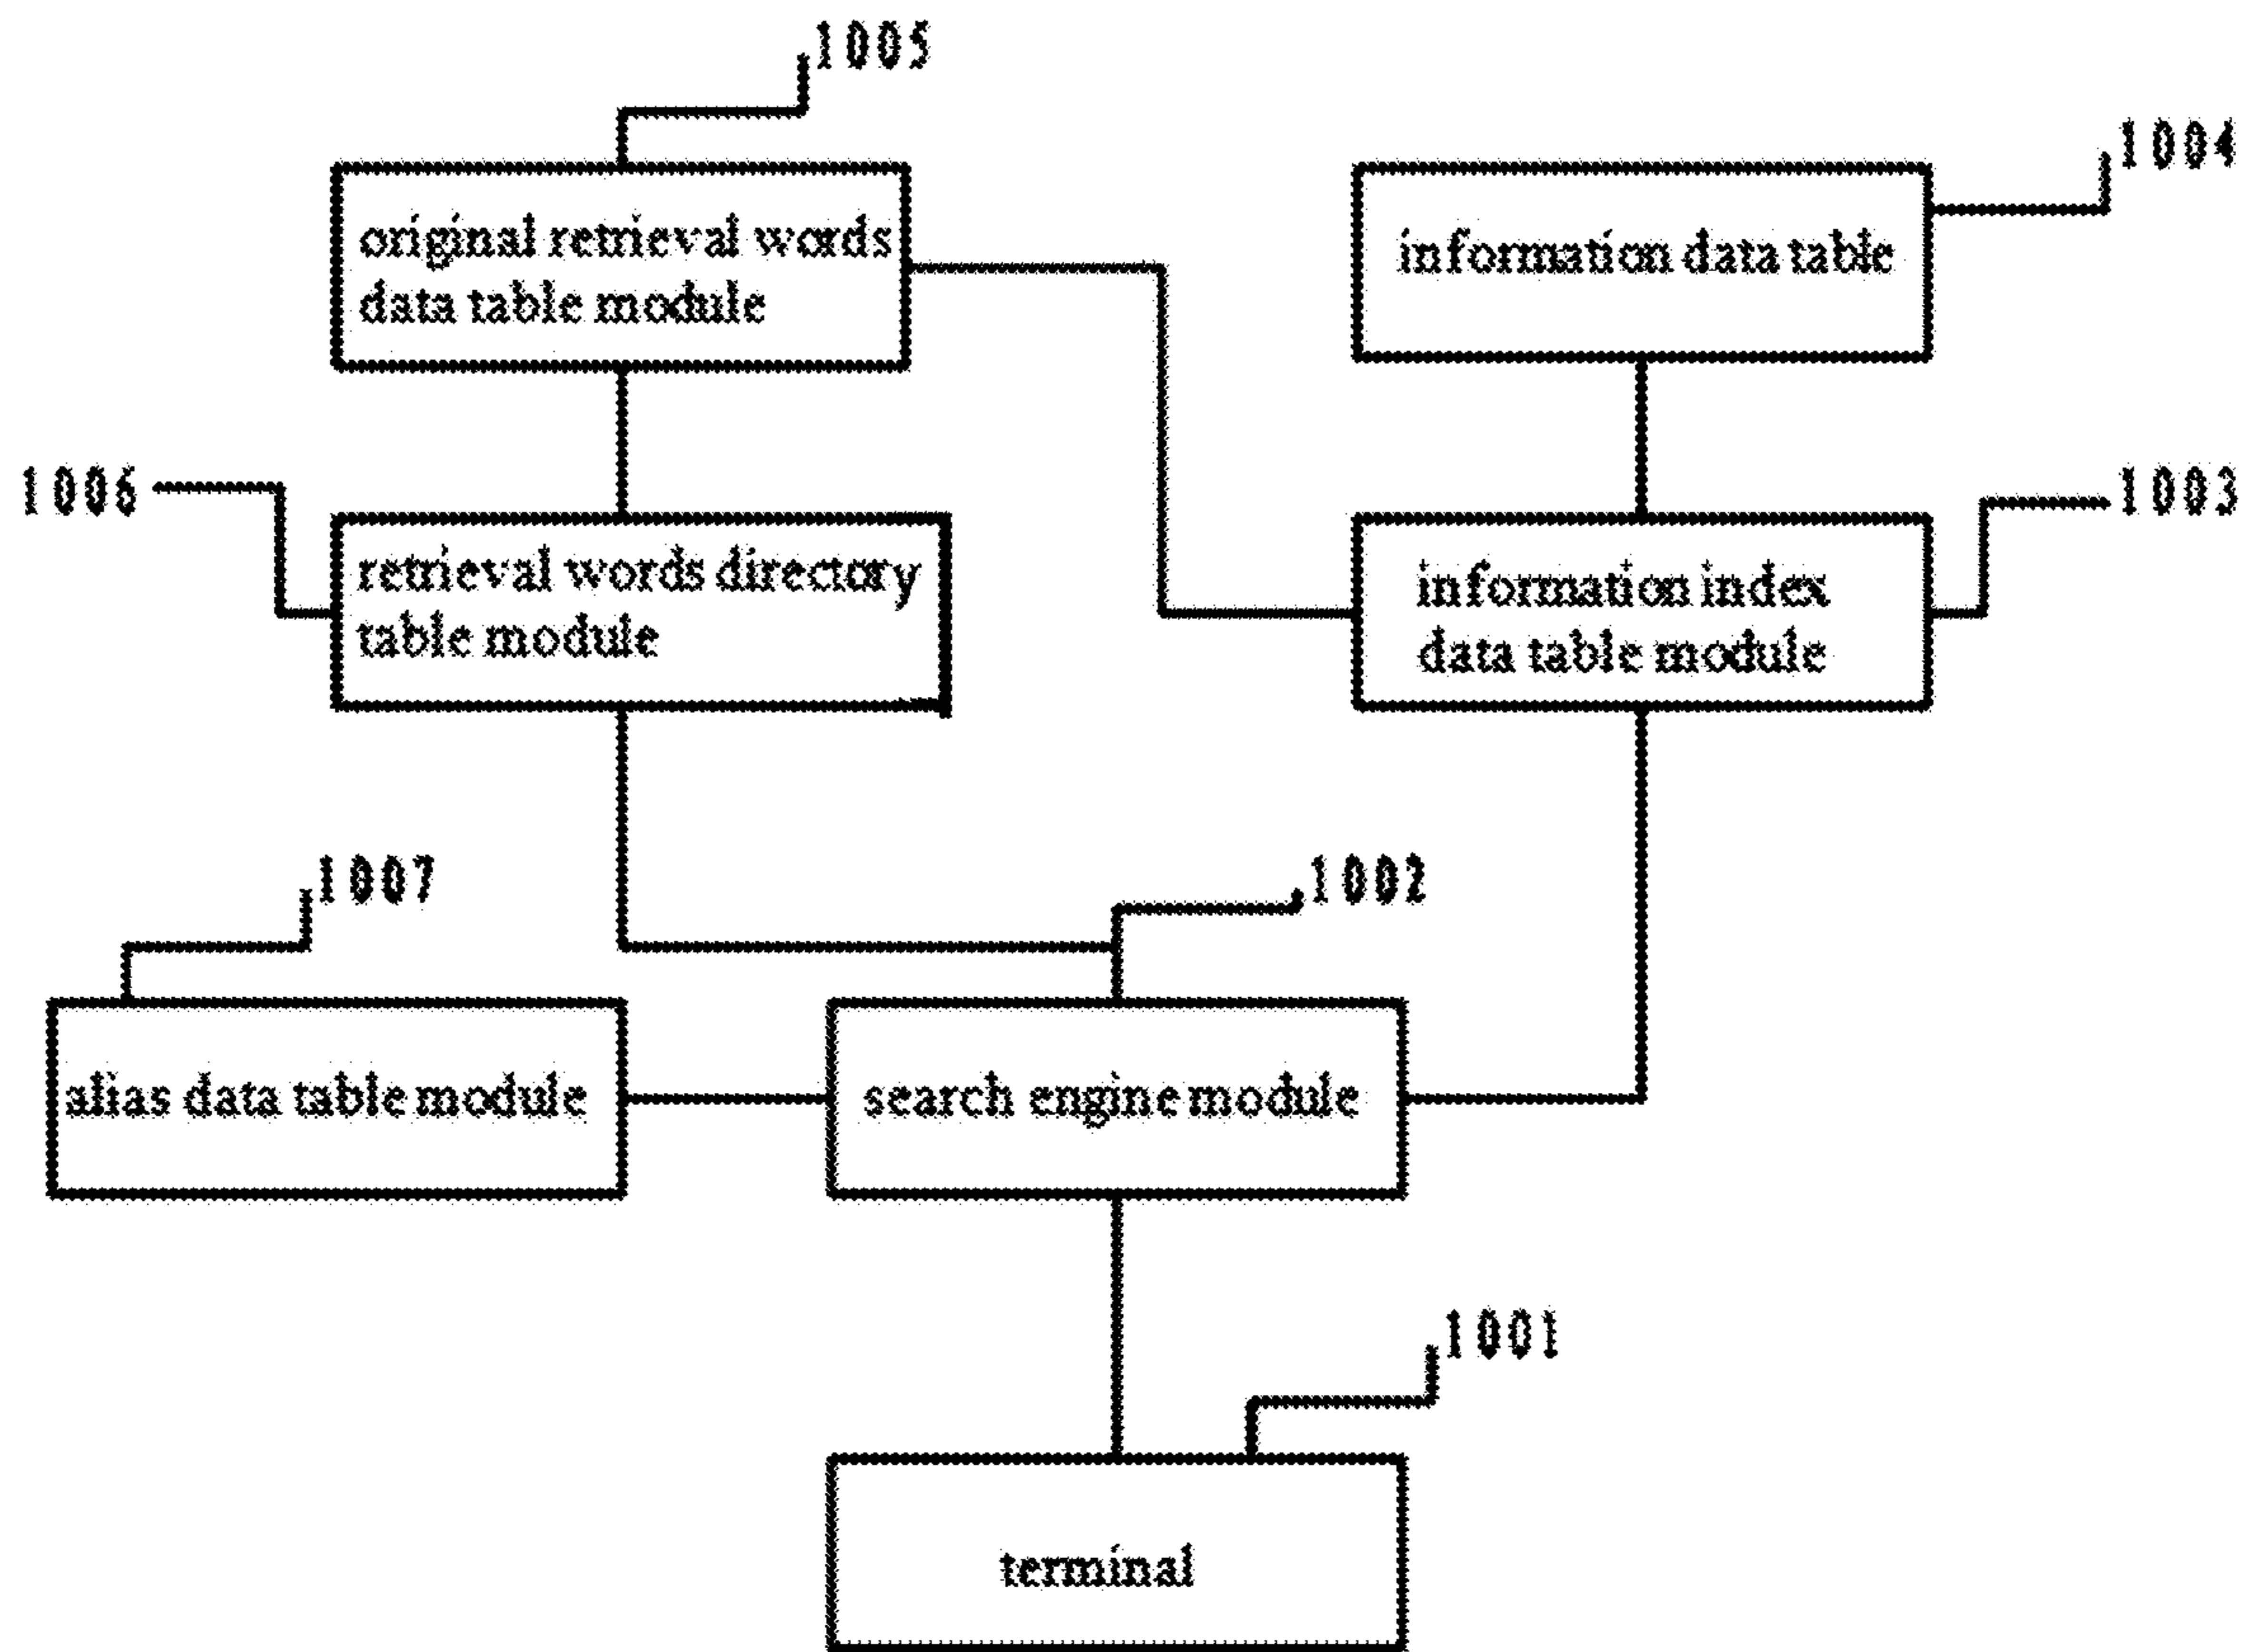 1005
1004
original retrieval words
data table module
information data table
1006
1003
retrieval words directory
table module
information index
data table module
1007
1002
alias data table module
search engine module
1001
terminal